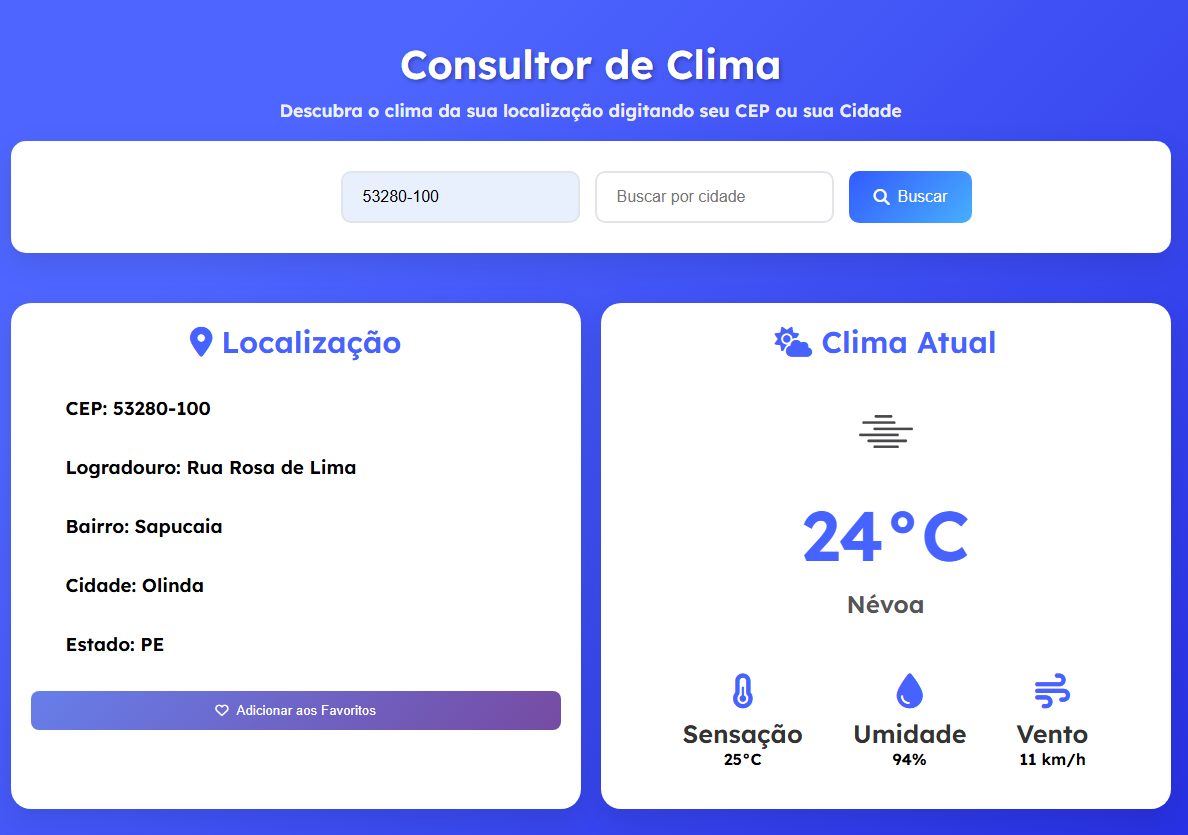 Consultor de Clima
Descubra o clima da sua localização digitando seu CEP ou sua Cidade
53280-100
Buscar por cidade
Buscar
Localização
CEP: 53280-100
Logradouro: Rua Rosa de Lima
Bairro: Sapucaia
Cidade: Olinda
Estado: PE
Adicionar aos Favoritos
Clima Atual
24°C
Névoa
Sensação
25°C
Umidade
94%
Vento
11 km/h